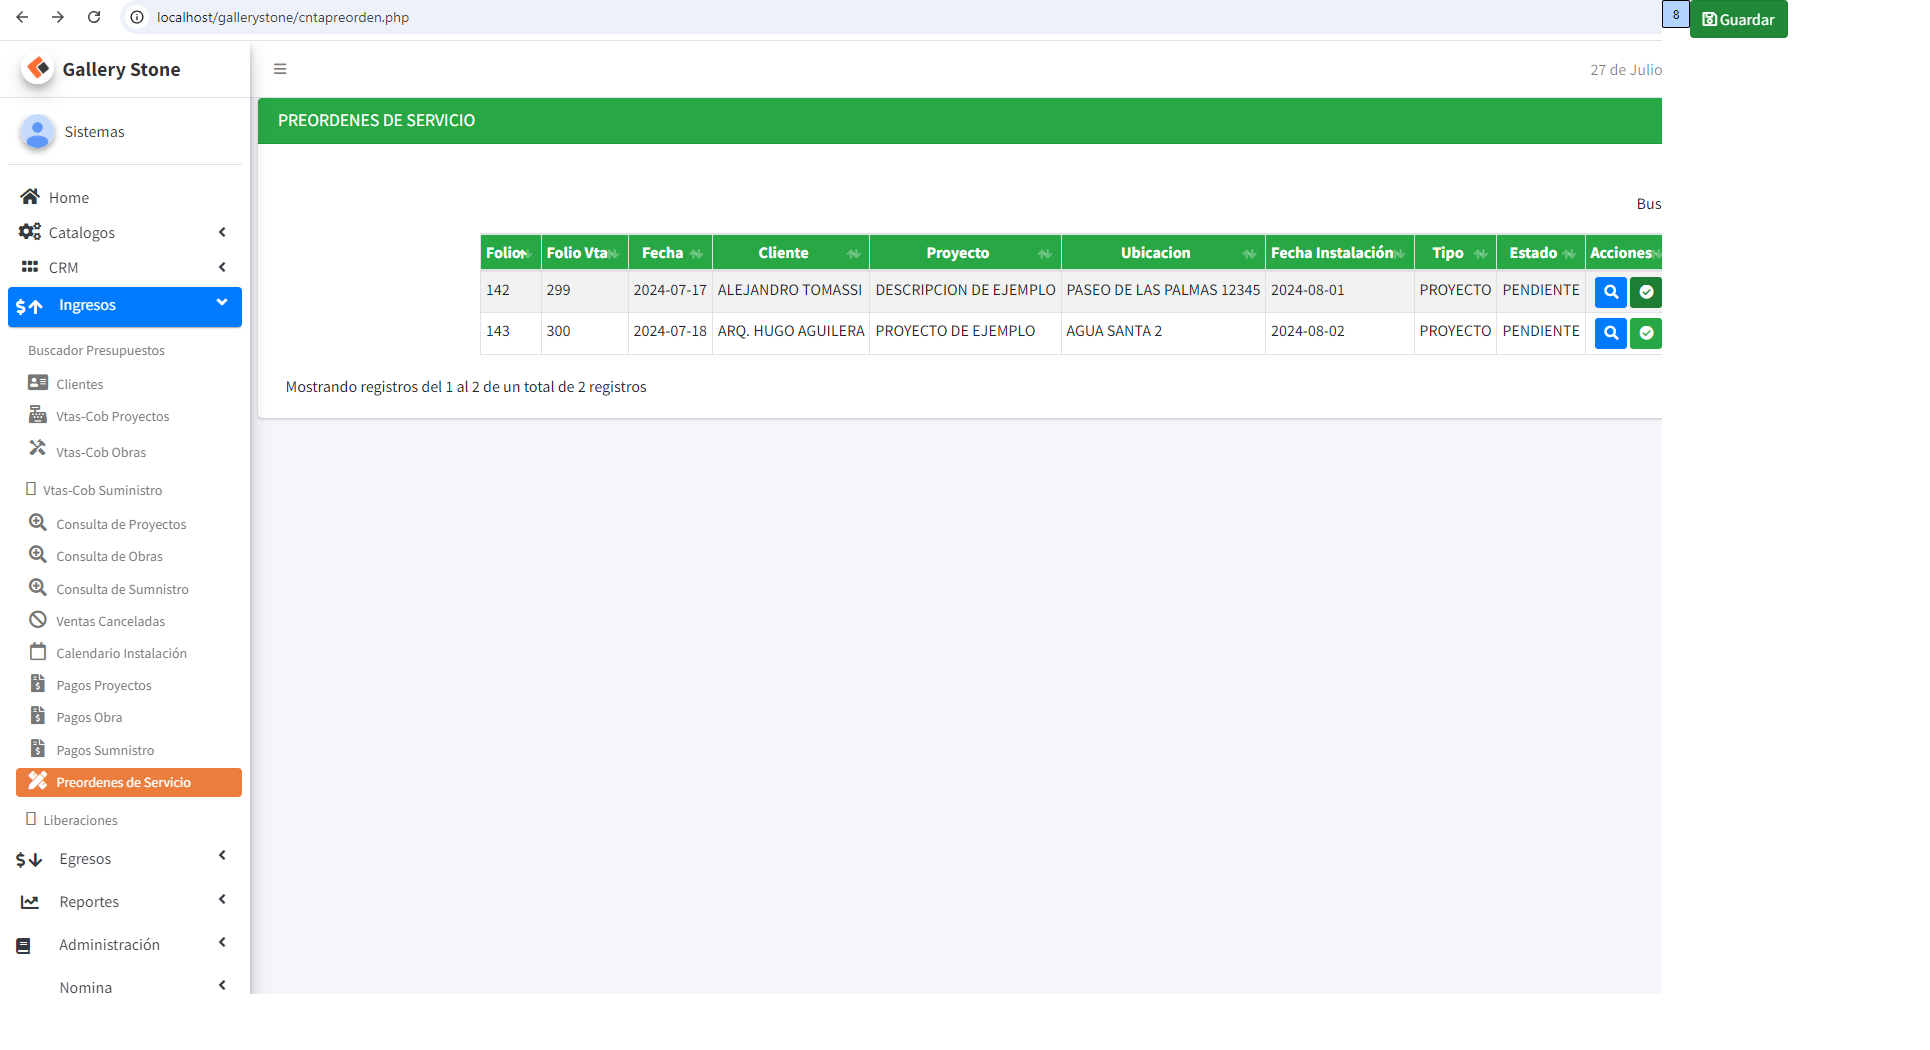 localhost/gallerystone/cntapreorden.php
8
Guardar
Gallery Stone
27 de Julio
Sistemas
PREORDENES DE SERVICIO
Home
Catalogos
CRM
Ingresos
Buscador Presupuestos
Clientes
Vtas-Cob Proyectos
Vtas-Cob Obras
Vtas-Cob Suministro
Consulta de Proyectos
Consulta de Obras
Consulta de Sumnistro
Ventas Canceladas
Calendario Instalación
Pagos Proyectos
Pagos Obra
Pagos Sumnistro
Preordenes de Servicio
Liberaciones
Egresos
Reportes
Administración
Nomina
Bus
Folio Folio Vta Fecha Cliente Proyecto Ubicacion Fecha Instalación Tipo Estado Acciones
142 299 2024-07-17 ALEJANDRO TOMASSI DESCRIPCION DE EJEMPLO PASEO DE LAS PALMAS 12345 2024-08-01 PROYECTO PENDIENTE
143 300 2024-07-18 ARQ. HUGO AGUILERA PROYECTO DE EJEMPLO AGUA SANTA 2 2024-08-02 PROYECTO PENDIENTE
Mostrando registros del 1 al 2 de un total de 2 registros